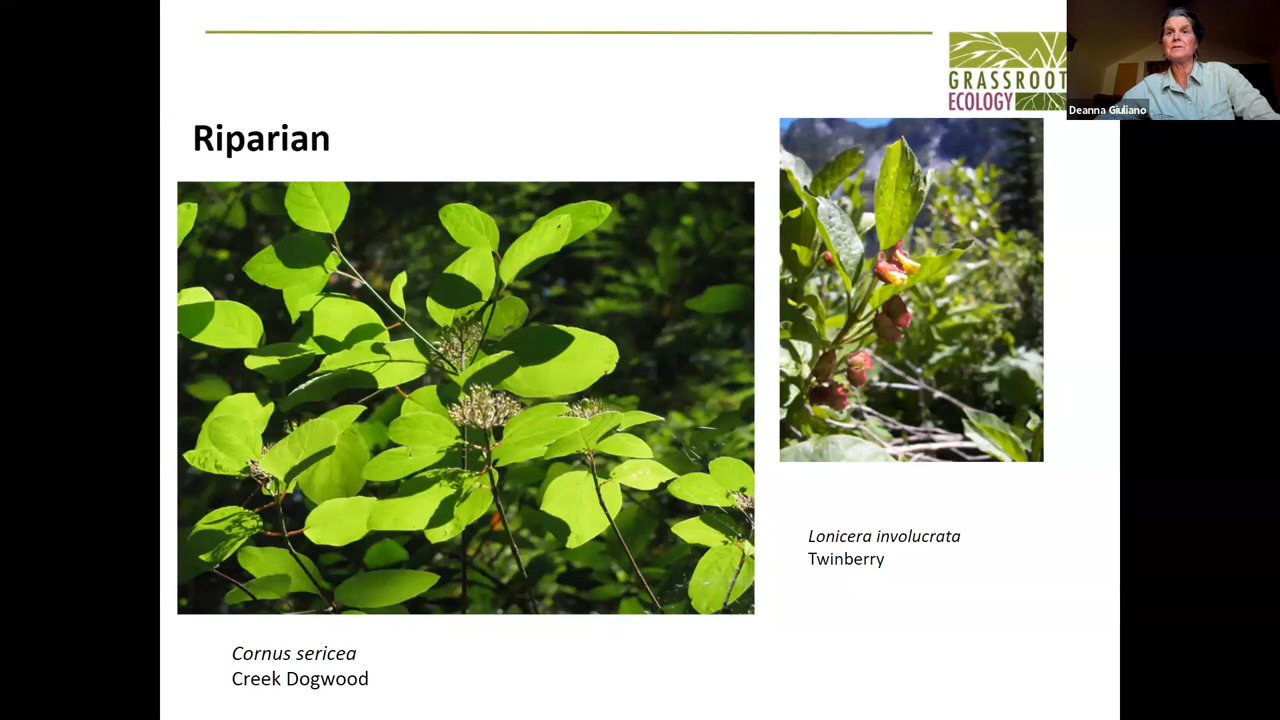 GRASSROOT
ECOLOGY
Deanna Giuliano
Riparian
Lonicera involucrata
Twinberry
Cornus sericea
Creek Dogwood